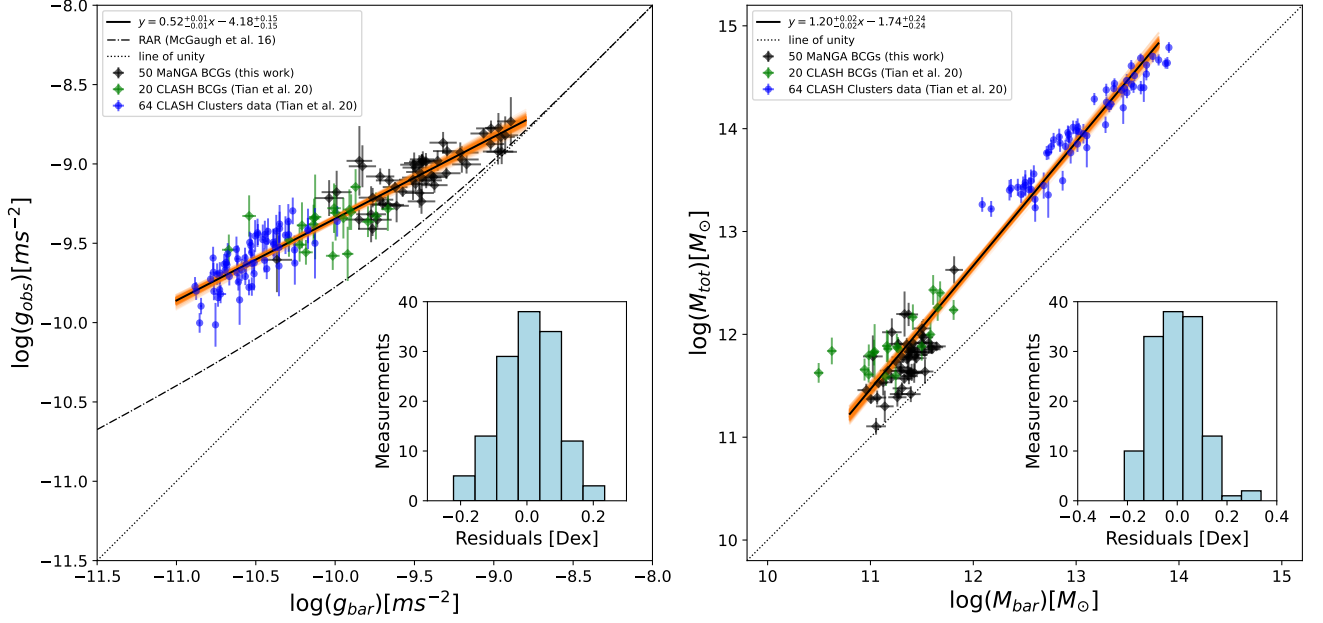 y = 0.52^{+0.01}_{-0.01}x − 4.18^{+0.15}_{-0.15}
RAR (McGaugh et al. 16)
line of unity
50 MaNGA BCGs (this work)
20 CLASH BCGs (Tian et al. 20)
64 CLASH Clusters data (Tian et al. 20)
−8.0
−8.5
−9.0
−9.5
−10.0
−10.5
−11.0
−11.5
log(g_{obs})[ms^{−2}]
−11.5 −11.0 −10.5 −10.0 −9.5 −9.0 −8.5 −8.0
log(g_{bar})[ms^{−2}]
40
30
20
10
0
Measurements
−0.2 0.0 0.2
Residuals [Dex]
y = 1.20^{+0.02}_{-0.02}x − 1.74^{+0.24}_{-0.24}
line of unity
50 MaNGA BCGs (this work)
20 CLASH BCGs (Tian et al. 20)
64 CLASH Clusters data (Tian et al. 20)
15
14
13
12
11
10
log(M_{tot})[M_⊙]
10 11 12 13 14 15
log(M_{bar})[M_⊙]
40
30
20
10
0
Measurements
−0.4 −0.2 0.0 0.2 0.4
Residuals [Dex]